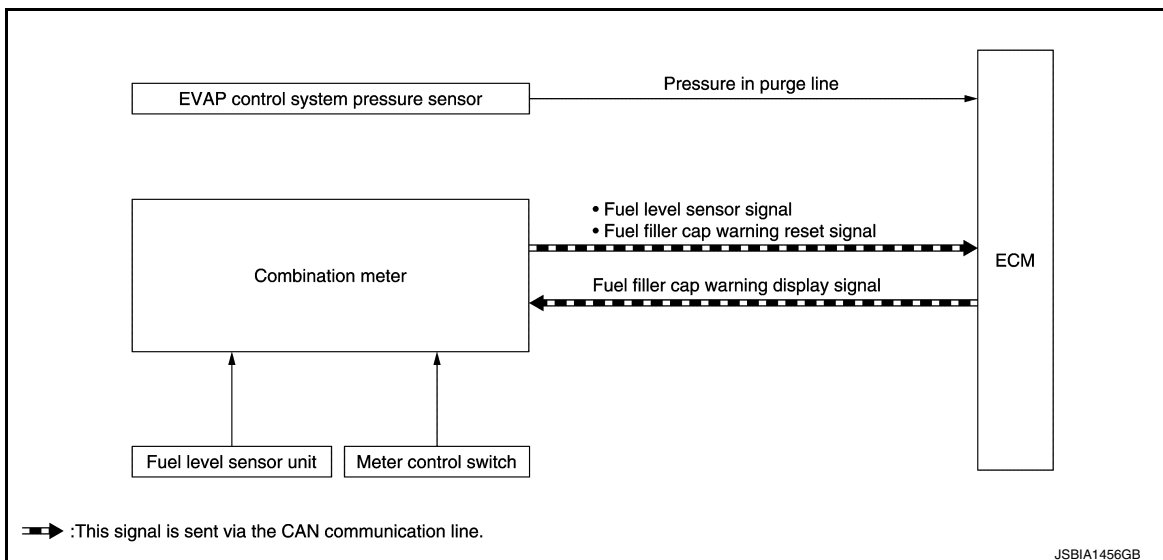 EVAP control system pressure sensor
Pressure in purge line
• Fuel level sensor signal
• Fuel filler cap warning reset signal
Combination meter
ECM
Fuel filler cap warning display signal
Fuel level sensor unit
Meter control switch
:This signal is sent via the CAN communication line.
JSBIA1456GB